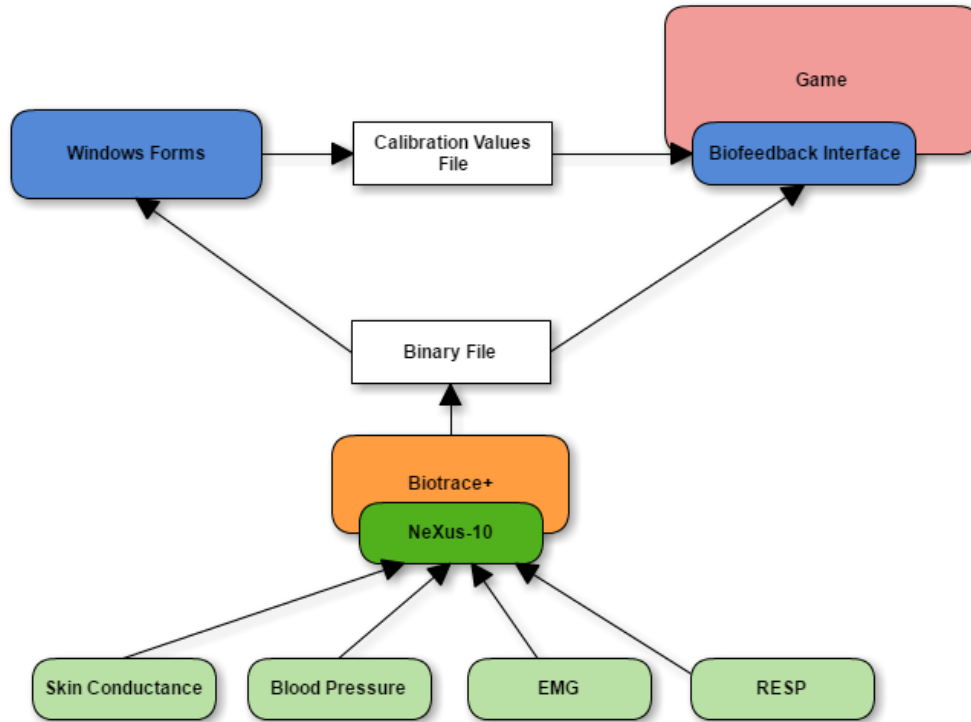 Game
Windows Forms
Calibration Values
File
Biofeedback Interface
Binary File
Biotrace+
NeXus-10
Skin Conductance
Blood Pressure
EMG
RESP